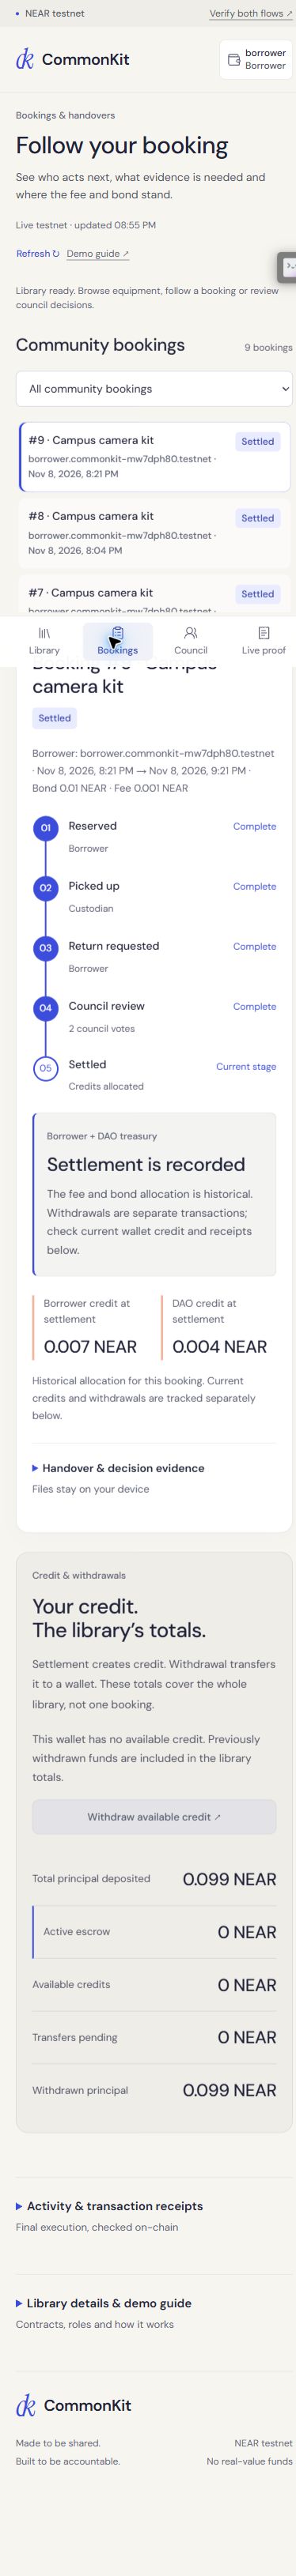 NEAR testnet
Verify both flows ↗
dk CommonKit
borrower
Borrower
Bookings & handovers
Follow your booking
See who acts next, what evidence is needed and
where the fee and bond stand.
Live testnet · updated 08:55 PM
Refresh ↻ Demo guide ↗
Library ready. Browse equipment, follow a booking or review
council decisions.
Community bookings
9 bookings
All community bookings
#9 · Campus camera kit
Settled
borrower.commonkit-mw7dph80.testnet ·
Nov 8, 2026, 8:21 PM
#8 · Campus camera kit
Settled
borrower.commonkit-mw7dph80.testnet ·
Nov 8, 2026, 8:04 PM
#7 · Campus camera kit
Settled
borrower.commonkit-mw7dph80.testnet ·
Library
Bookings
Council
Live proof
camera kit
Settled
Borrower: borrower.commonkit-mw7dph80.testnet
· Nov 8, 2026, 8:21 PM → Nov 8, 2026, 9:21 PM ·
Bond 0.01 NEAR · Fee 0.001 NEAR
01 Reserved Complete
Borrower
02 Picked up Complete
Custodian
03 Return requested Complete
Borrower
04 Council review Complete
2 council votes
05 Settled Current stage
Credits allocated
Borrower + DAO treasury
Settlement is recorded
The fee and bond allocation is historical.
Withdrawals are separate transactions;
check current wallet credit and receipts
below.
Borrower credit at
settlement
0.007 NEAR
DAO credit at
settlement
0.004 NEAR
Historical allocation for this booking. Current
credits and withdrawals are tracked separately
below.
Handover & decision evidence
Files stay on your device
Credit & withdrawals
Your credit.
The library's totals.
Settlement creates credit. Withdrawal transfers
it to a wallet. These totals cover the whole
library, not one booking.
This wallet has no available credit. Previously
withdrawn funds are included in the library
totals.
Withdraw available credit ↗
Total principal deposited 0.099 NEAR
Active escrow 0 NEAR
Available credits 0 NEAR
Transfers pending 0 NEAR
Withdrawn principal 0.099 NEAR
Activity & transaction receipts
Final execution, checked on-chain
Library details & demo guide
Contracts, roles and how it works
dk CommonKit
Made to be shared.
Built to be accountable.
NEAR testnet
No real-value funds